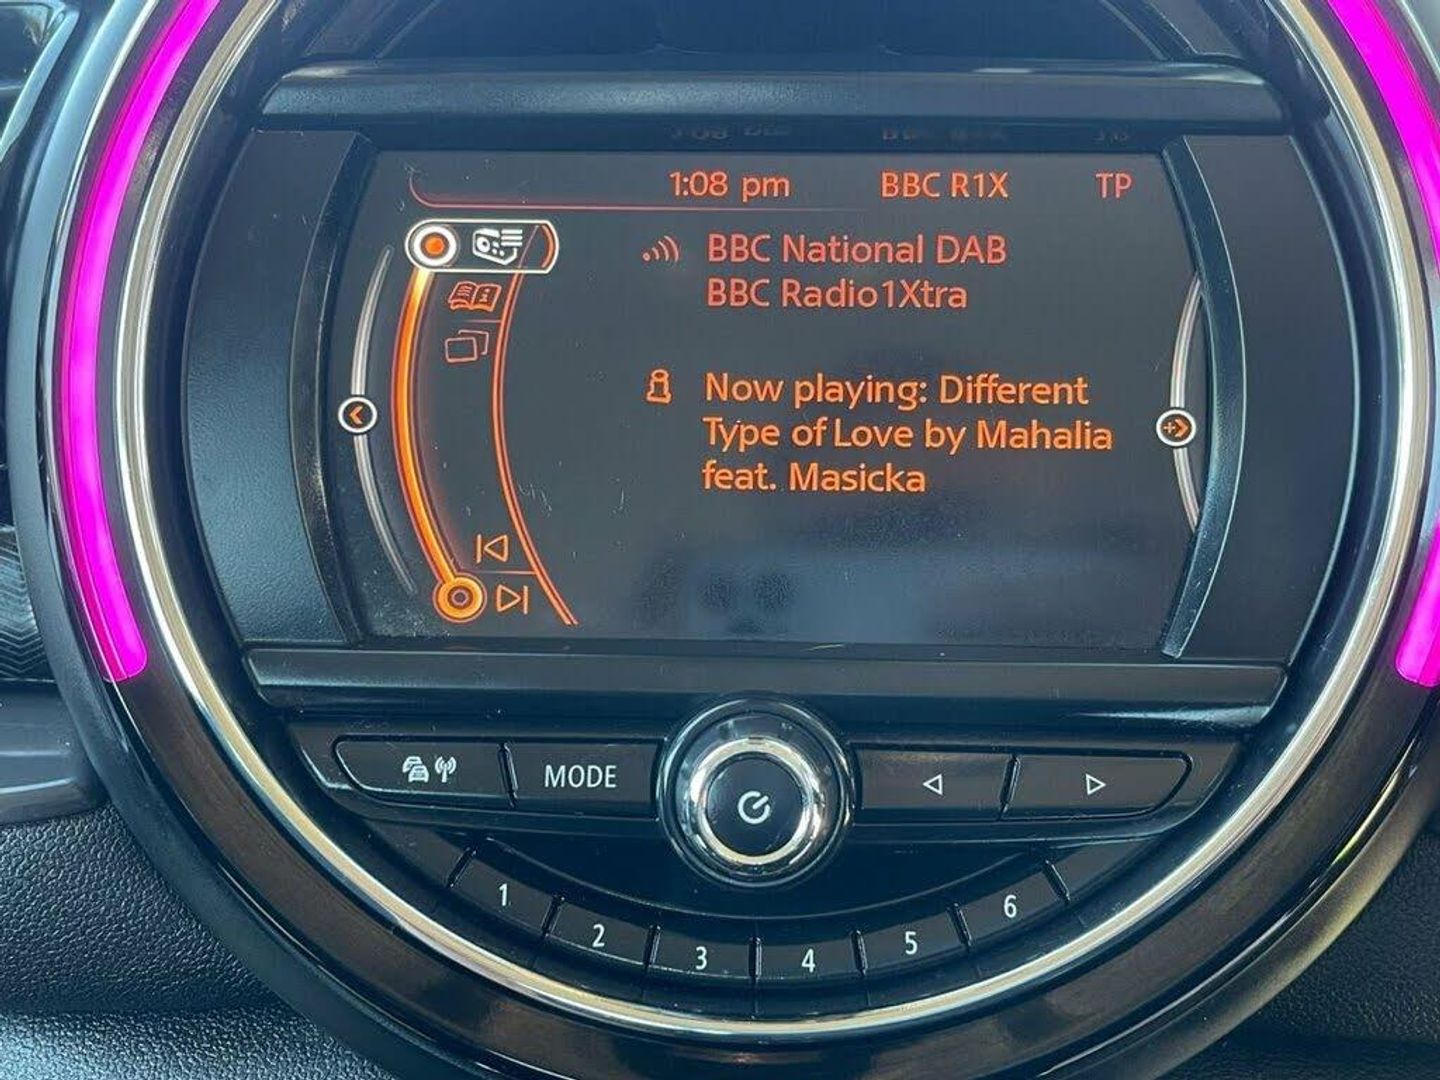 1:08 pm BBC R1X TP
BBC National DAB
BBC Radio1Xtra
Now playing: Different
Type of Love by Mahalia
feat. Masicka
MODE
1 2 3 4 5 6